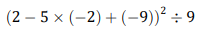 (2 − 5 × (−2) + (−9))² ÷ 9